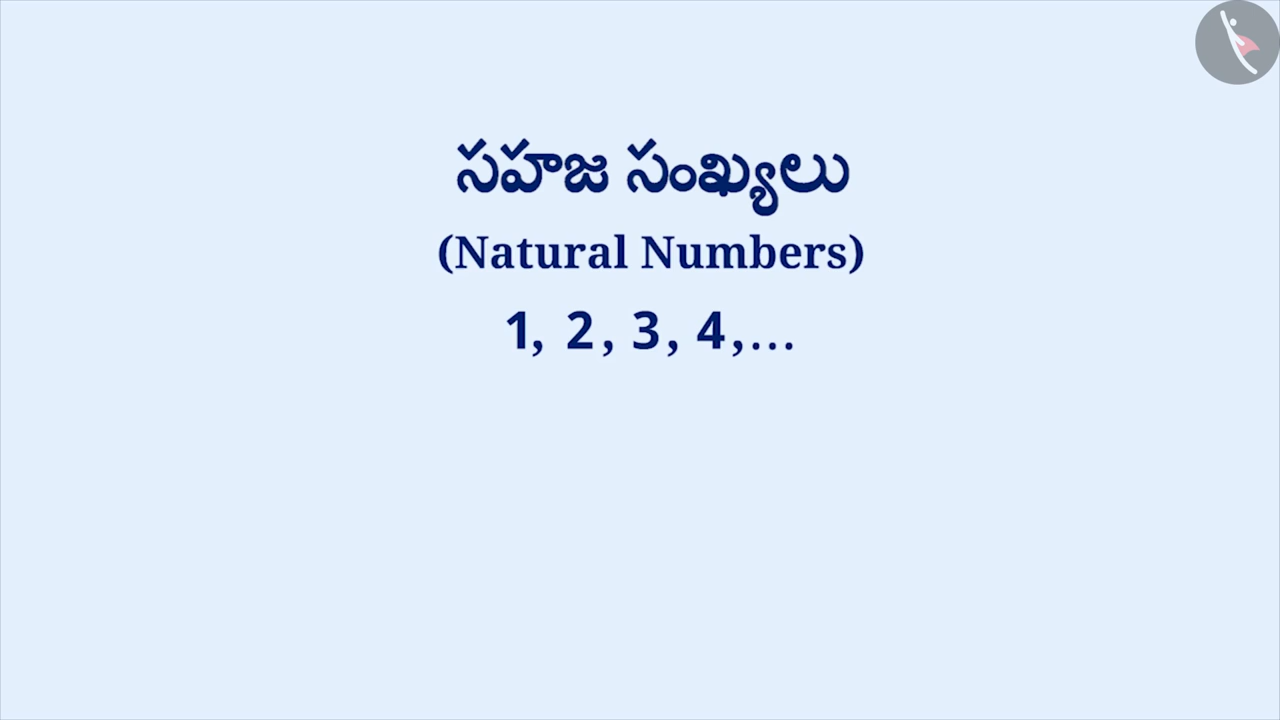 సహజ సంఖ్యలు
(Natural Numbers)
1, 2, 3, 4,...